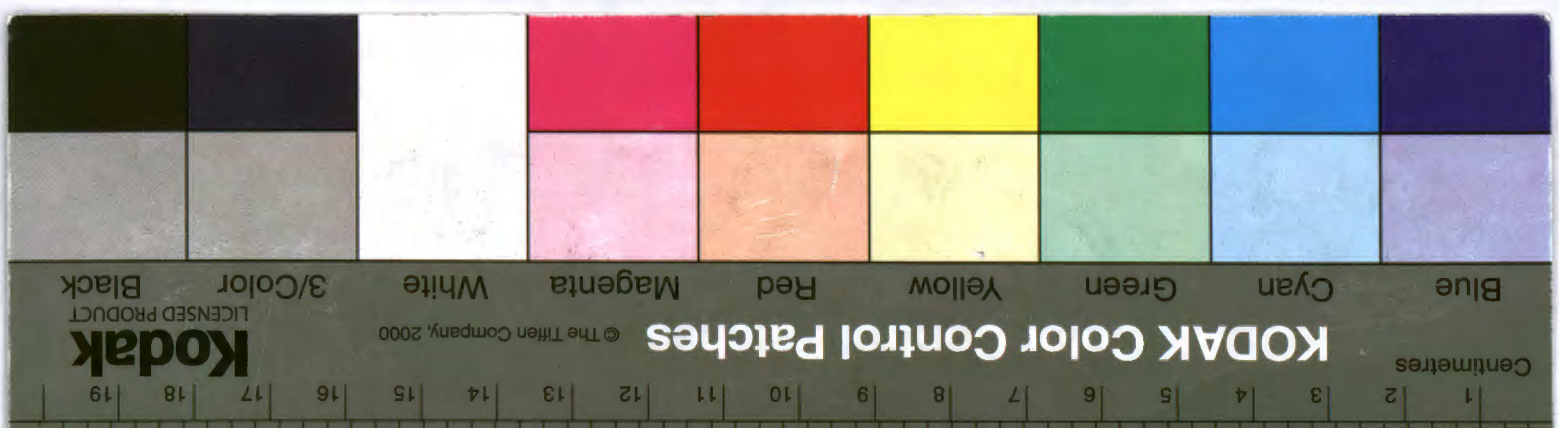 1 2 3 4 5 6 7 8 9 10 11 12 13 14 15 16 17 18 19
Centimetres
KODAK Color Control Patches
© The Tiffen Company, 2000
Kodak
LICENSED PRODUCT
Blue Cyan Green Yellow Red Magenta White 3/Color Black